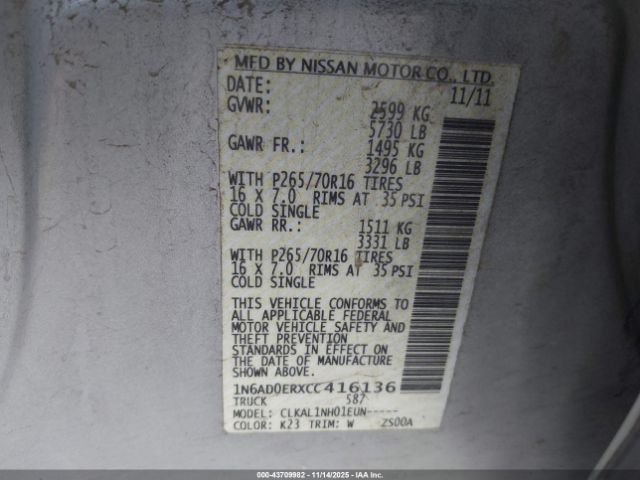 MFD BY NISSAN MOTOR CO., LTD.
DATE: 11/11
GVWR: 2599 KG
5730 LB
GAWR FR.: 1495 KG
3296 LB
WITH P265/70R16 TIRES
16 X 7.0 RIMS AT 35 PSI
COLD SINGLE
GAWR RR.: 1511 KG
3331 LB
WITH P265/70R16 TIRES
16 X 7.0 RIMS AT 35 PSI
COLD SINGLE
THIS VEHICLE CONFORMS TO
ALL APPLICABLE FEDERAL
MOTOR VEHICLE SAFETY AND
THEFT PREVENTION
STANDARDS IN EFFECT ON
THE DATE OF MANUFACTURE
SHOWN ABOVE.
1N6AD0ERXCC416136
TRUCK 587
MODEL: CLKAL1NH01EUN-----
COLOR: K23 TRIM: W ZS00A
000-43709982 - 11/14/2025 - IAAI.COM